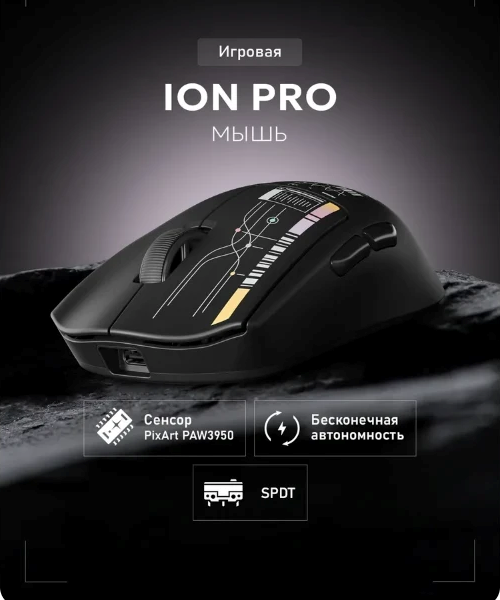 Игровая
ION PRO
МЫШЬ
Сенсор
PixArt PAW3950
Бесконечная
автономность
SPDT